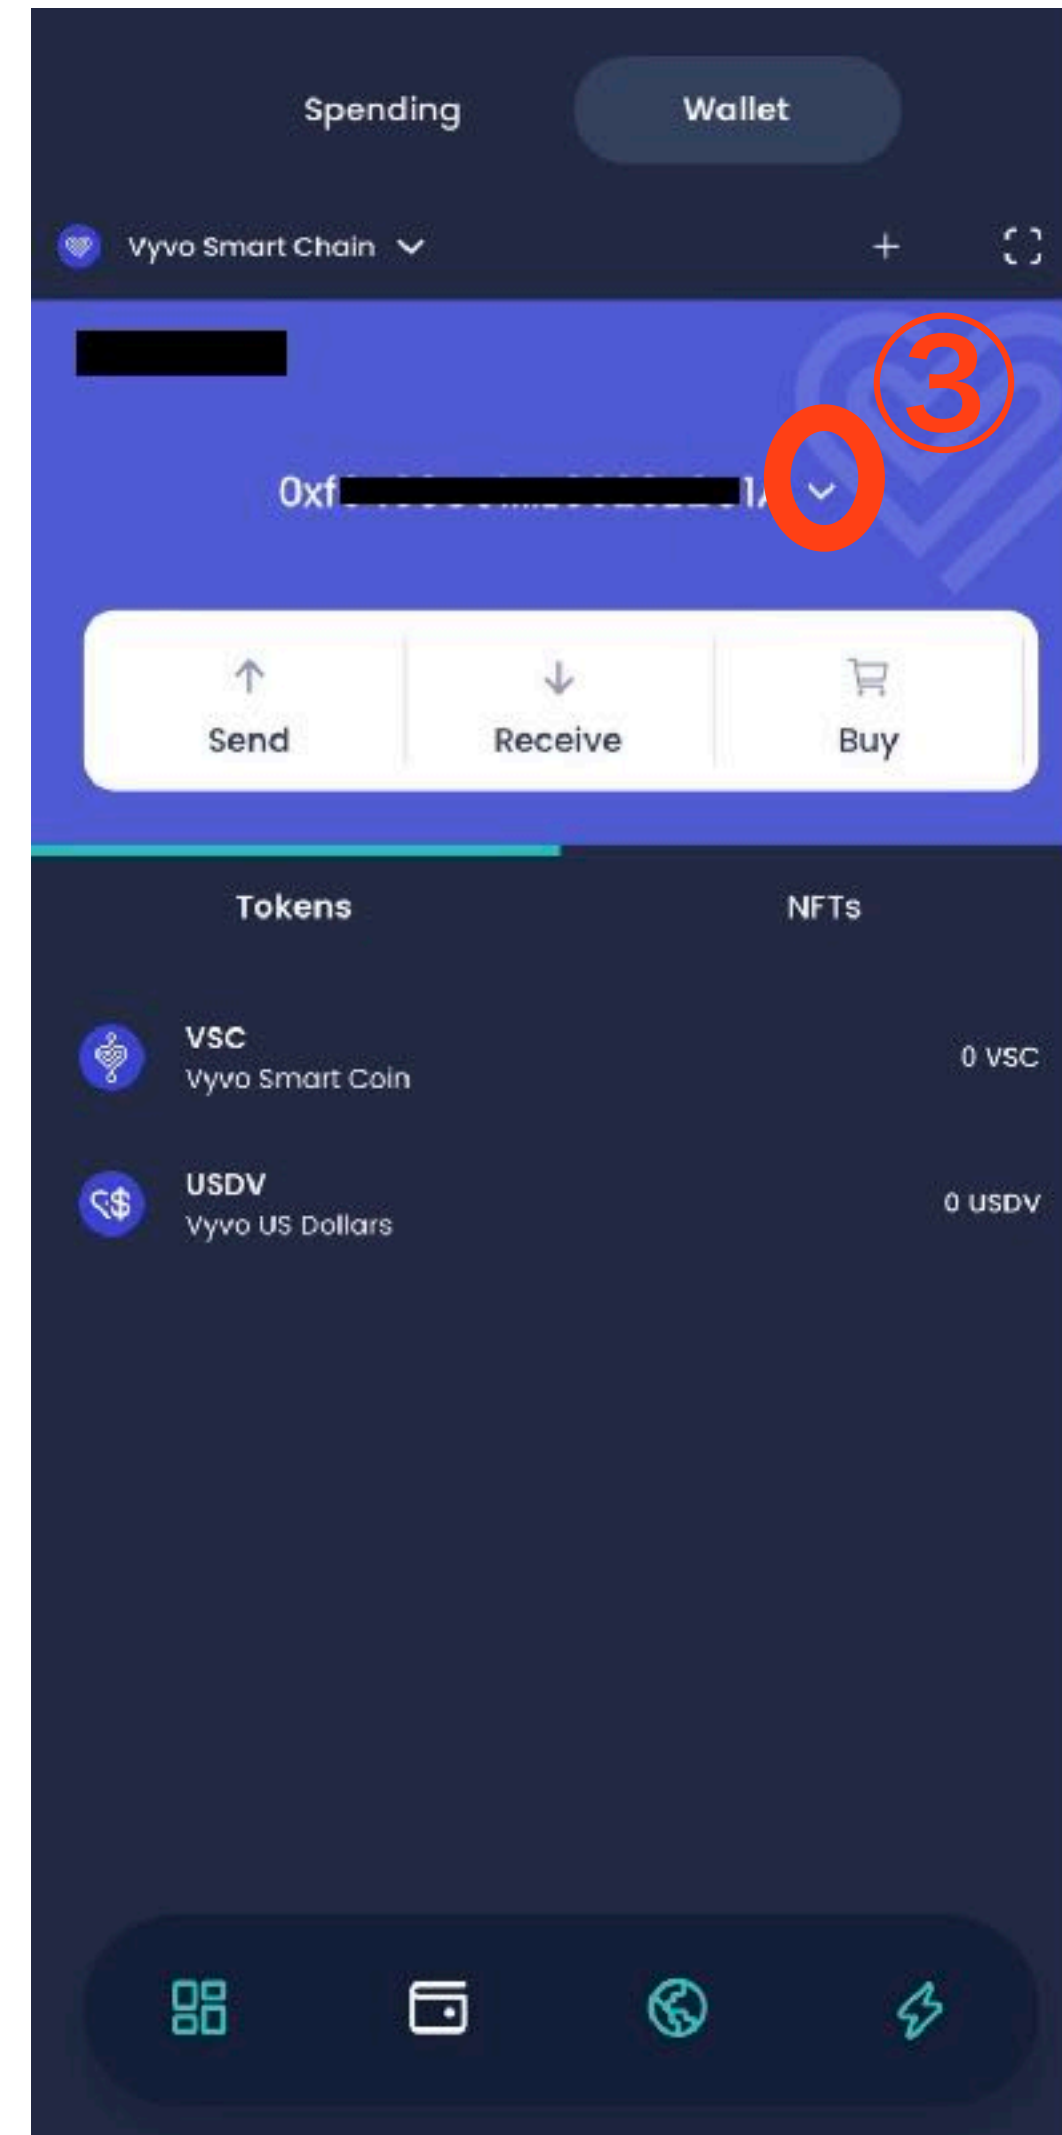 Spending Wallet
Vyvo Smart Chain
③
0xf
Send Receive Buy
Tokens NFTs
VSC
Vyvo Smart Coin
0 VSC
USDV
Vyvo US Dollars
0 USDV